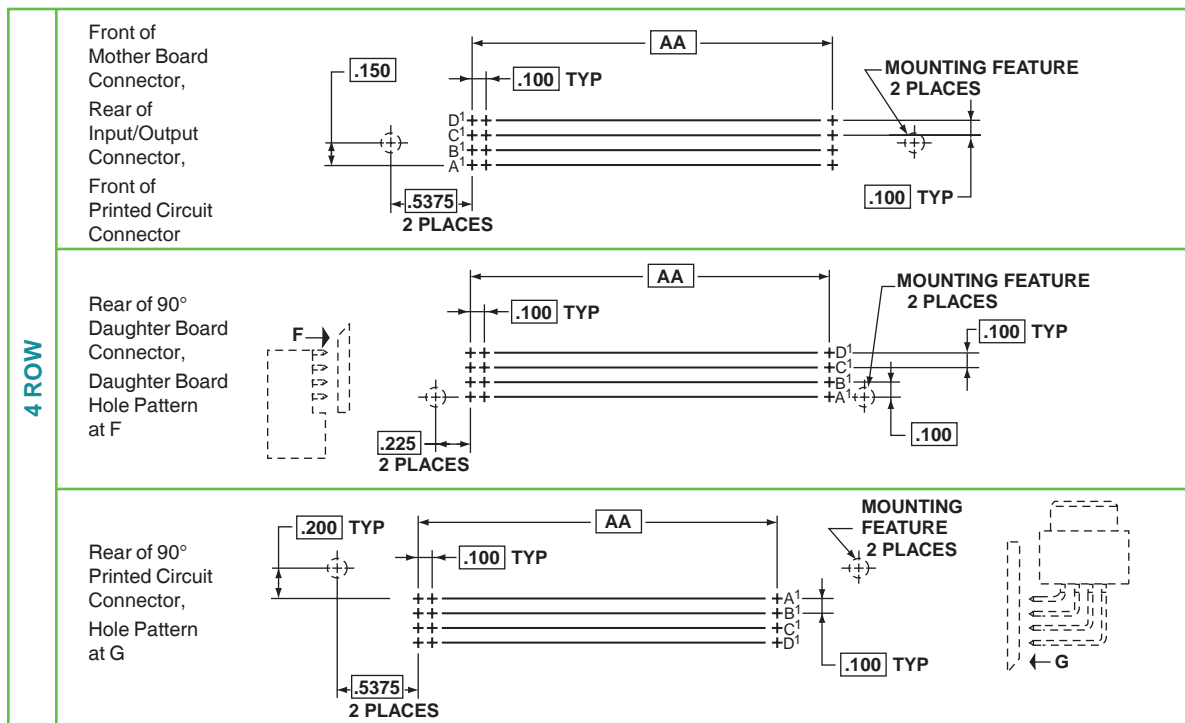 4 ROW
Front of
Mother Board
Connector,
Rear of
Input/Output
Connector,
Front of
Printed Circuit
Connector
AA
.150
.100 TYP
MOUNTING FEATURE
2 PLACES
D¹
C¹
B¹
A¹
.5375
2 PLACES
.100 TYP
Rear of 90°
Daughter Board
Connector,
Daughter Board
Hole Pattern
at F
F
AA
.100 TYP
MOUNTING FEATURE
2 PLACES
.100 TYP
D¹
C¹
B¹
A¹
.225
2 PLACES
.100
Rear of 90°
Printed Circuit
Connector,
Hole Pattern
at G
.200 TYP
AA
.100 TYP
MOUNTING
FEATURE
2 PLACES
A¹
B¹
C¹
D¹
.100 TYP
.5375
2 PLACES
G